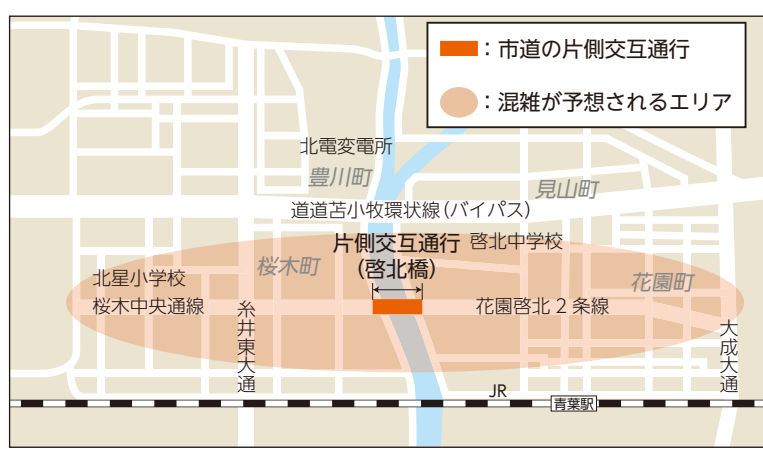 ：市道の片側交互通行
：混雑が予想されるエリア
北電変電所
豊川町
見山町
道道苫小牧環状線（バイパス）
片側交互通行
（啓北橋）
啓北中学校
桜木町
花園町
北星小学校
桜木中央通線
花園啓北２条線
糸井東大通
大成大通
JR
青葉駅